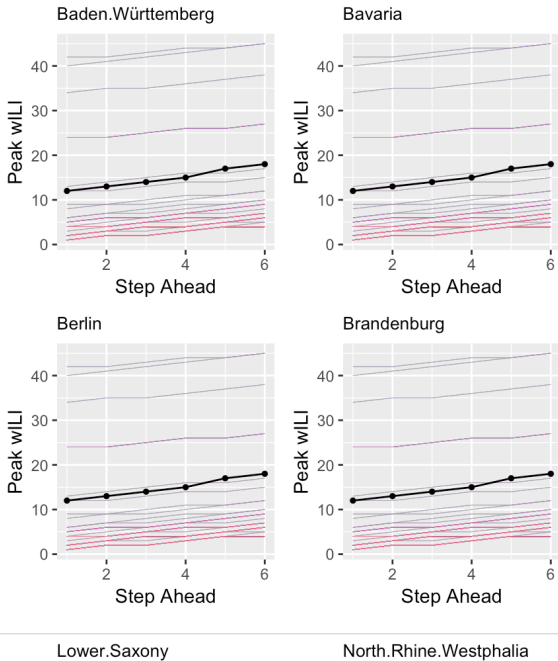 Baden.Württemberg
Bavaria
Peak wILI
40
30
20
10
0
2
4
6
Step Ahead
Peak wILI
40
30
20
10
0
2
4
6
Step Ahead
Berlin
Brandenburg
Peak wILI
40
30
20
10
0
2
4
6
Step Ahead
Peak wILI
40
30
20
10
0
2
4
6
Step Ahead
Lower.Saxony
North.Rhine.Westphalia